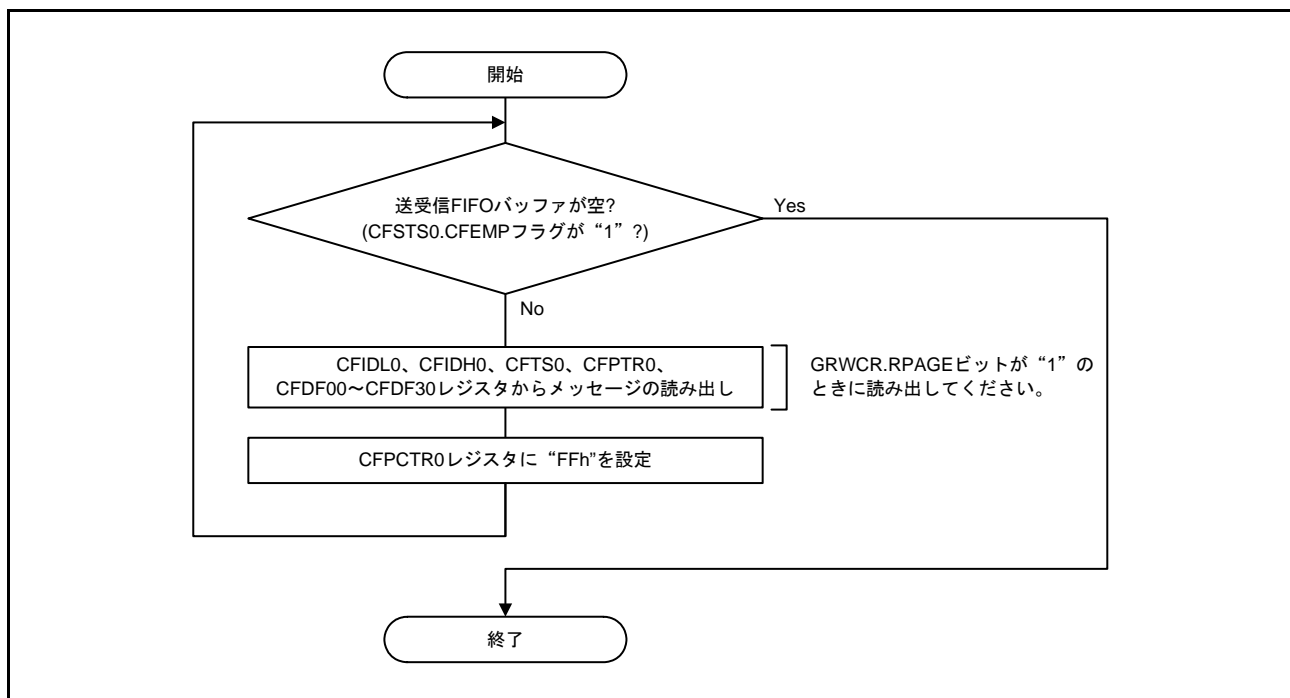 開始
送受信FIFOバッファが空?
(CFSTS0.CFEMPフラグが“1”?)
Yes
No
CFIDL0、CFIDH0、CFTS0、CFPTR0、
CFDF00～CFDF30レジスタからメッセージの読み出し
GRWCR.RPAGEビットが“1”の
ときに読み出してください。
CFPCTR0レジスタに“FFh”を設定
終了